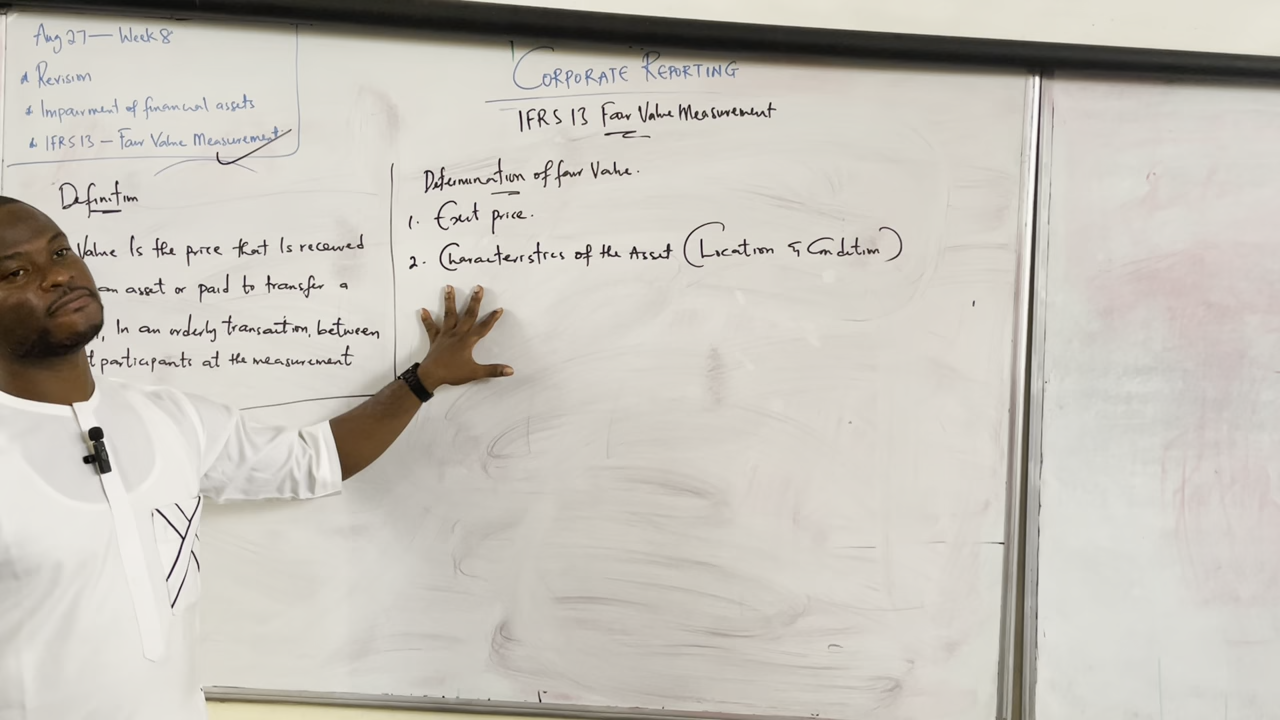 Aug 27 — Week 8
* Revision
* Impairment of financial assets
* IFRS 13 — Fair Value Measurement
CORPORATE REPORTING
IFRS 13 Fair Value Measurement
Definition
Value Is the price that Is received
an asset or paid to transfer a
In an orderly transaction, between
participants at the measurement
Determination of fair Value.
1. Exit price.
2. Characteristics of the Asset (Location & Condition)